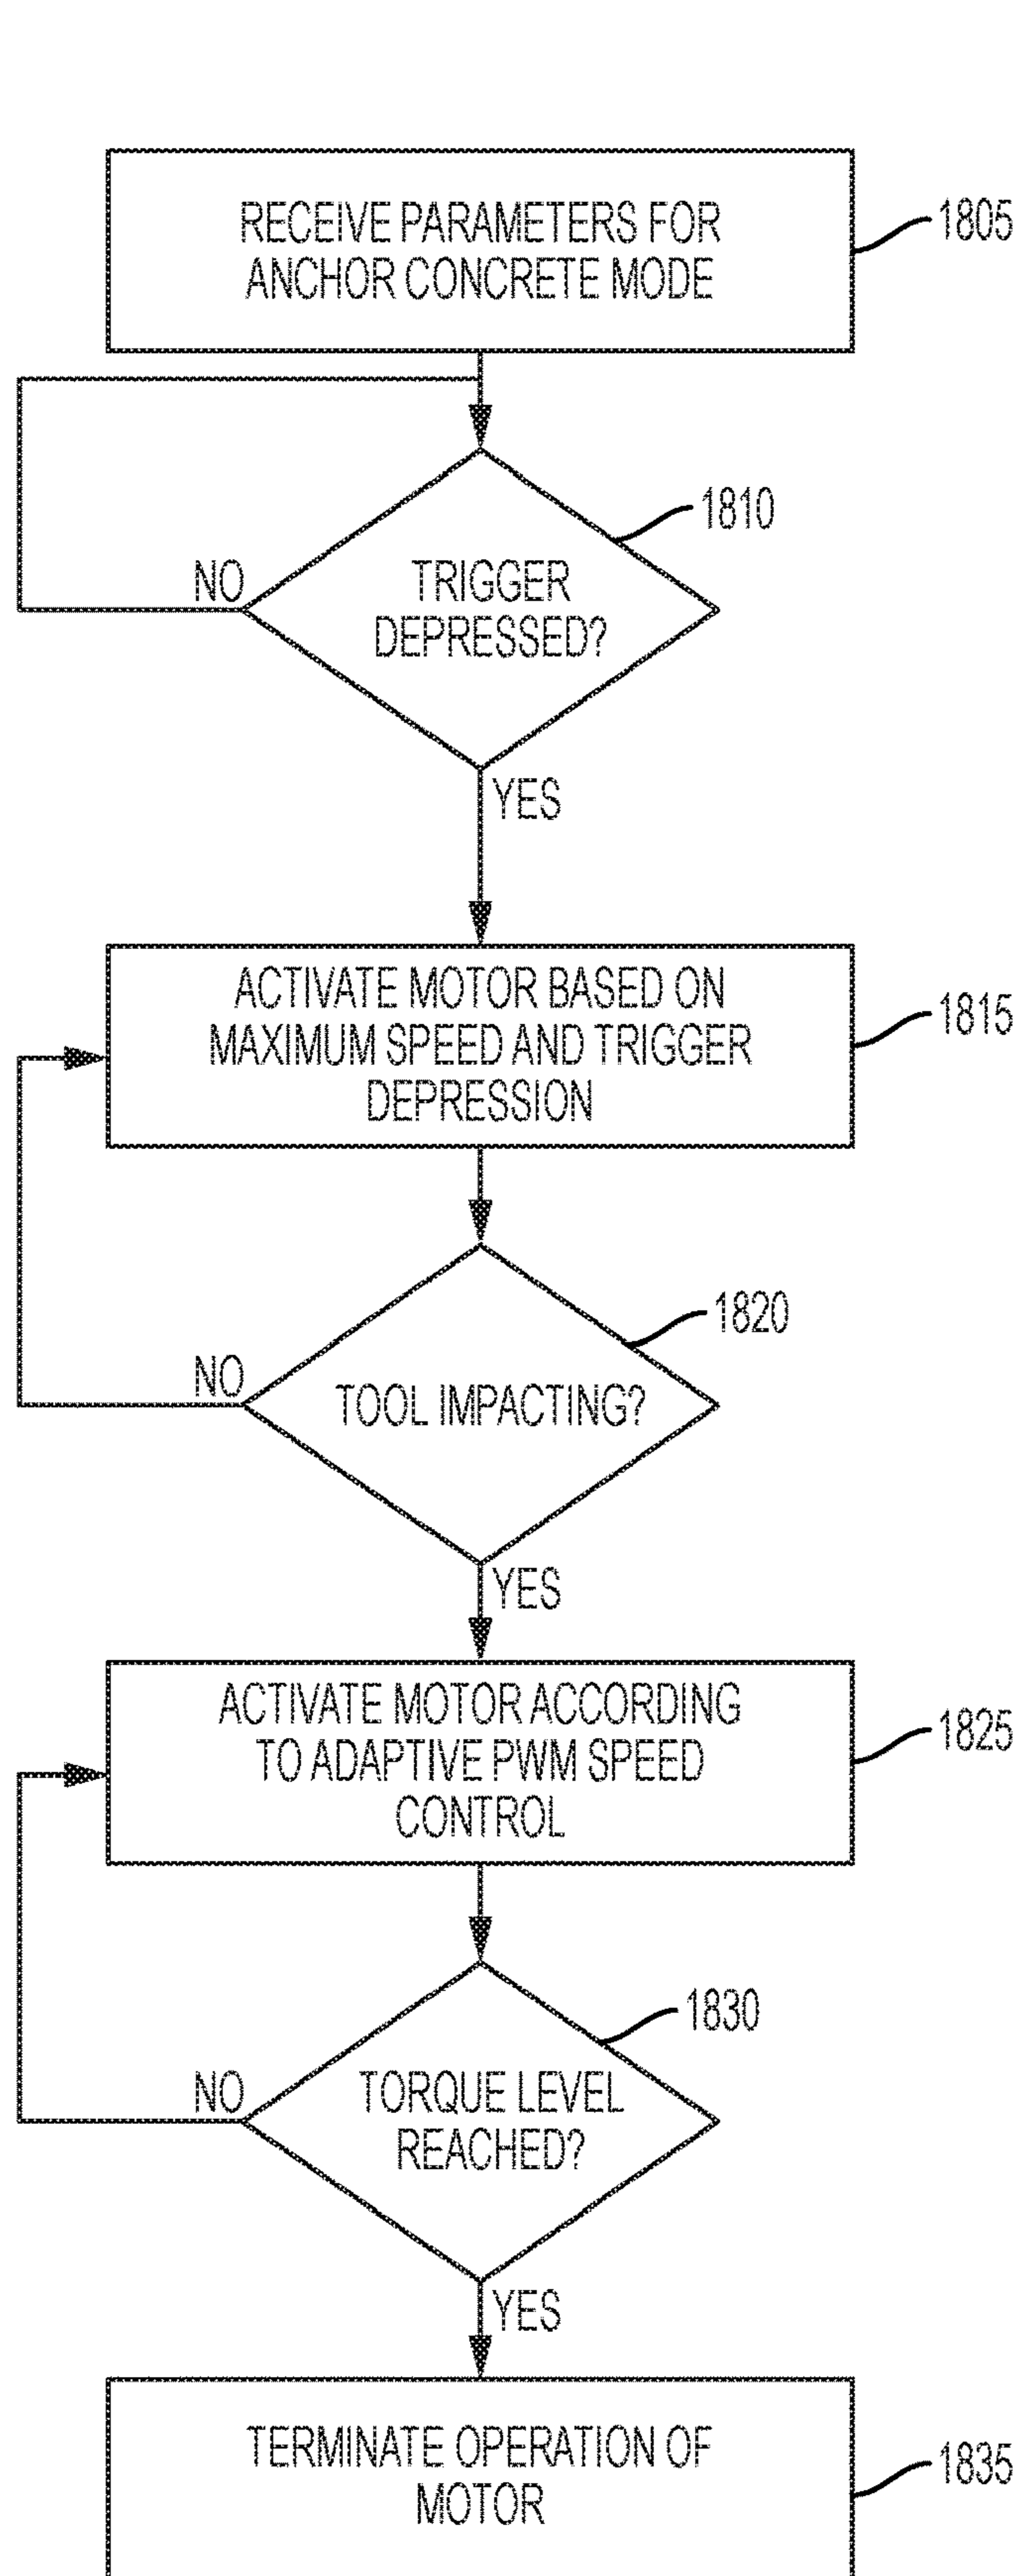 RECEIVE PARAMETERS FOR
ANCHOR CONCRETE MODE
1805
1810
TRIGGER
DEPRESSED?
NO
YES
ACTIVATE MOTOR BASED ON
MAXIMUM SPEED AND TRIGGER
DEPRESSION
1815
1820
TOOL IMPACTING?
NO
YES
ACTIVATE MOTOR ACCORDING
TO ADAPTIVE PWM SPEED
CONTROL
1825
1830
TORQUE LEVEL
REACHED?
NO
YES
TERMINATE OPERATION OF
MOTOR
1835